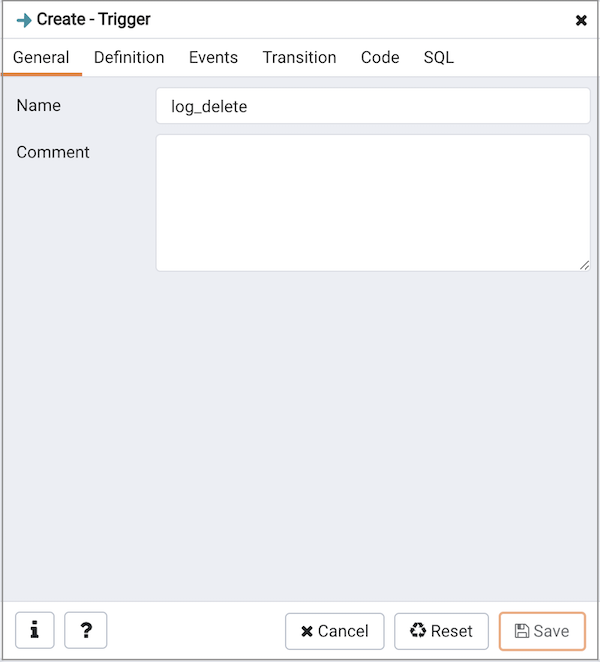 Create - Trigger
General Definition Events Transition Code SQL
Name log_delete
Comment
i ? Cancel Reset Save